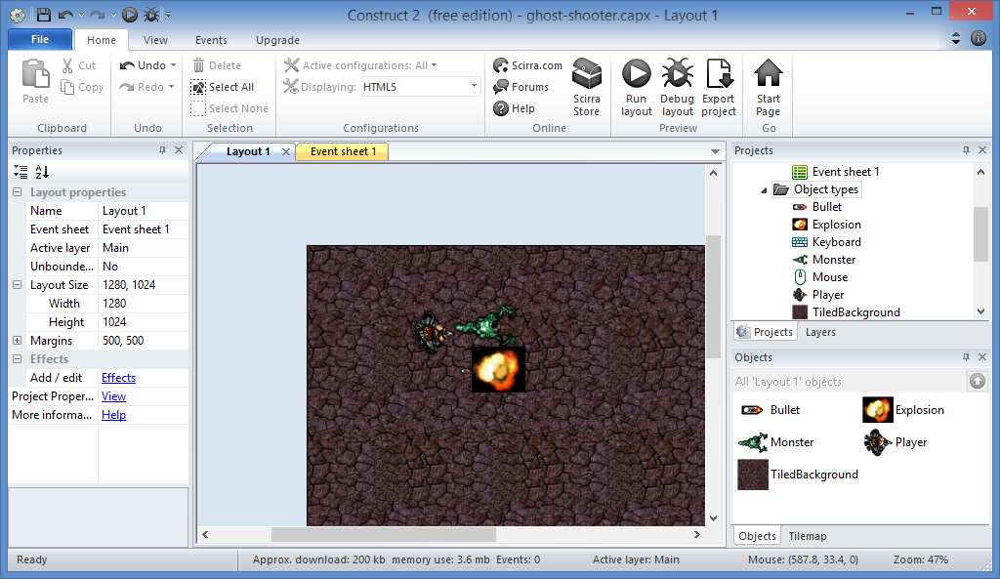 Construct 2 (free edition) - ghost-shooter.capx - Layout 1
File Home View Events Upgrade
Paste
Cut
Copy
Clipboard
Undo
Redo
Undo
Delete
Select All
Select None
Selection
Active configurations: All
Displaying: HTML5
Configurations
Scirra.com
Forums
Help
Scirra Store
Online
Run layout
Debug layout
Export project
Preview
Start Page
Go
Properties
Layout properties
Name Layout 1
Event sheet Event sheet 1
Active layer Main
Unbounde... No
Layout Size 1280, 1024
Width 1280
Height 1024
Margins 500, 500
Effects
Add / edit Effects
Project Proper... View
More informa... Help
Layout 1 Event sheet 1
Projects
Event sheet 1
Object types
Bullet
Explosion
Keyboard
Monster
Mouse
Player
TiledBackground
Projects Layers
Objects
All 'Layout 1' objects
Bullet Explosion
Monster Player
TiledBackground
Objects Tilemap
Ready Approx. download: 200 kb memory use: 3.6 mb Events: 0 Active layer: Main Mouse: (587.8, 33.4, 0) Zoom: 47%